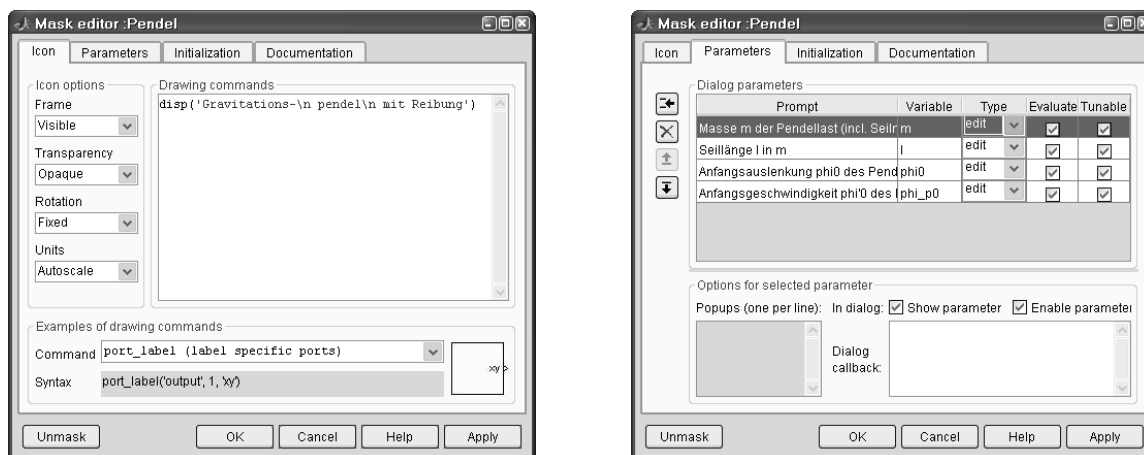 Mask editor :Pendel
Icon Parameters Initialization Documentation
Icon options
Frame
Visible
Transparency
Opaque
Rotation
Fixed
Units
Autoscale
Drawing commands
disp('Gravitations-\n pendel\n mit Reibung')
Examples of drawing commands
Command port_label (label specific ports)
Syntax port_label('output', 1, 'xy')
xy
Unmask OK Cancel Help Apply
Mask editor :Pendel
Icon Parameters Initialization Documentation
Dialog parameters
Prompt Variable Type Evaluate Tunable
Masse m der Pendellast (incl. Seilm m edit
Seillänge l in m l edit
Anfangsauslenkung phi0 des Pend phi0 edit
Anfangsgeschwindigkeit phi'0 des phi_p0 edit
Options for selected parameter
Popups (one per line): In dialog: Show parameter Enable parameter
Dialog
callback:
Unmask OK Cancel Help Apply